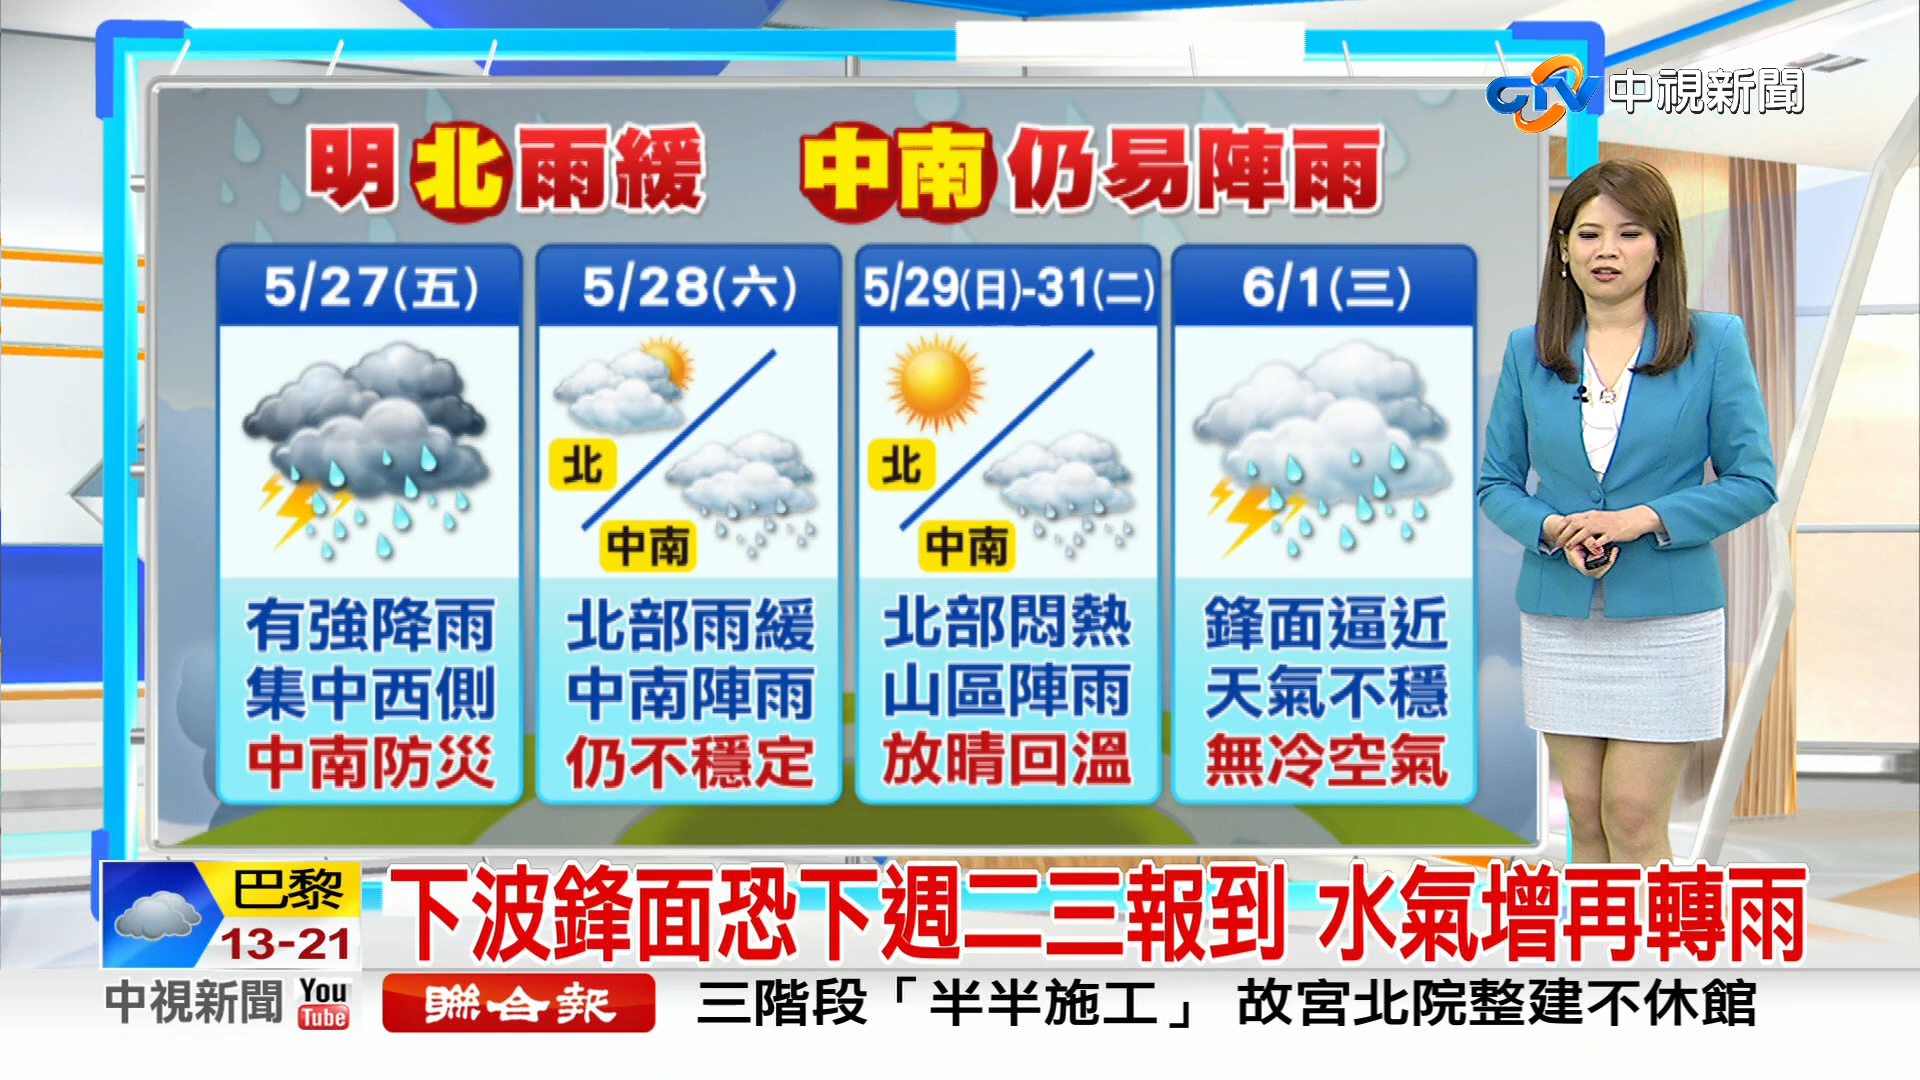 CTV 中視新聞
明北雨緩 中南仍易陣雨
5/27(五)
有強降雨
集中西側
中南防災
5/28(六)
北
中南
北部雨緩
中南陣雨
仍不穩定
5/29(日)-31(二)
北
中南
北部悶熱
山區陣雨
放晴回溫
6/1(三)
鋒面逼近
天氣不穩
無冷空氣
巴黎
13-21
下波鋒面恐下週二三報到 水氣增再轉雨
中視新聞 You Tube
聯合報 三階段「半半施工」 故宮北院整建不休館